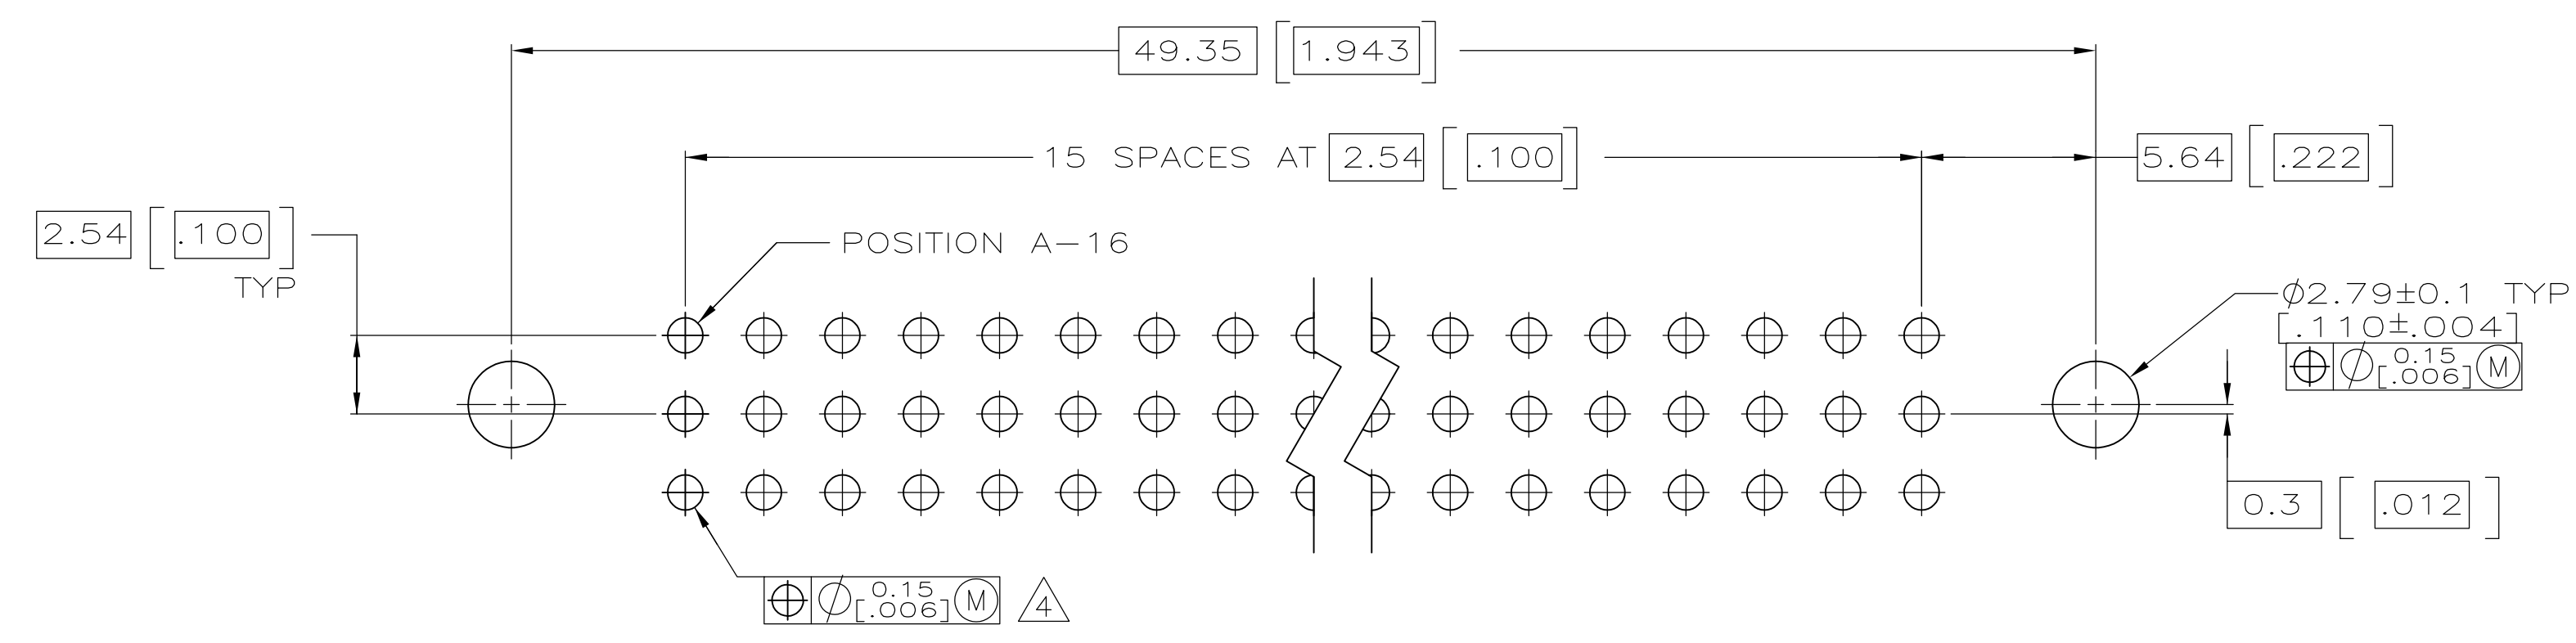 49.35 [1.943]
15 SPACES AT 2.54 [.100]
5.64 [.222]
2.54 [.100]
TYP
POSITION A-16
⌀2.79±0.1 TYP
[.110±.004]
⌖ ⌀ 0.15 [.006] Ⓜ
0.3 [.012]
⌖ ⌀ 0.15 [.006] Ⓜ 4